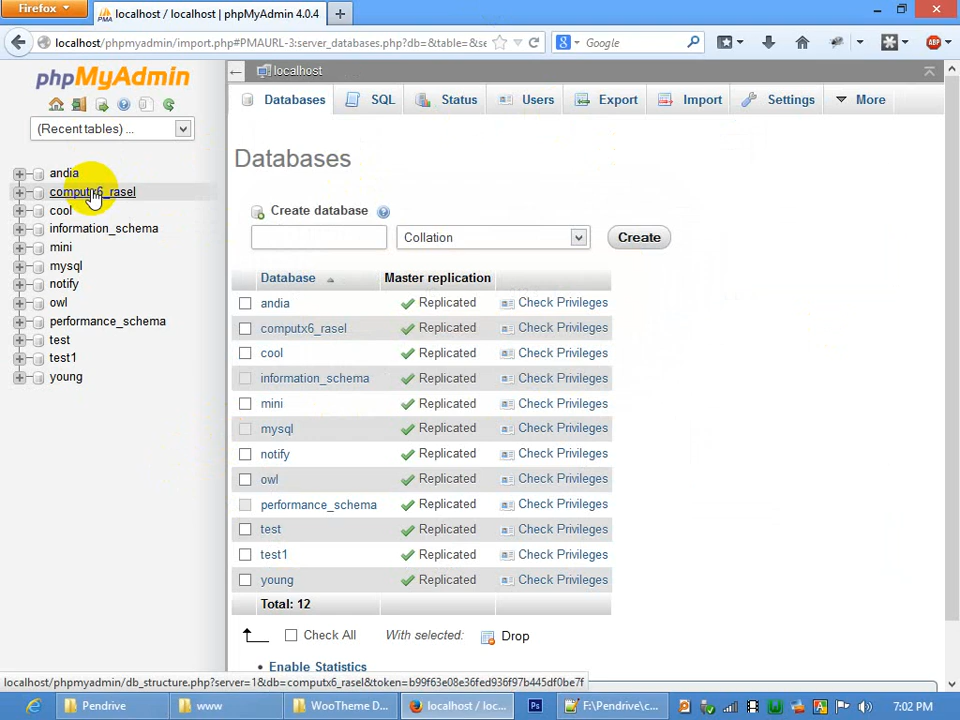 Firefox
localhost / localhost | phpMyAdmin 4.0.4
localhost/phpmyadmin/import.php#PMAURL-3:server_databases.php?db=&table=&se
Google
ABP
phpMyAdmin
(Recent tables) ...
andia
computx6_rasel
cool
information_schema
mini
mysql
notify
owl
performance_schema
test
test1
young
localhost
Databases
SQL
Status
Users
Export
Import
Settings
More
Databases
Create database
Collation
Create
Database
Master replication
andia Replicated Check Privileges
computx6_rasel Replicated Check Privileges
cool Replicated Check Privileges
information_schema Replicated Check Privileges
mini Replicated Check Privileges
mysql Replicated Check Privileges
notify Replicated Check Privileges
owl Replicated Check Privileges
performance_schema Replicated Check Privileges
test Replicated Check Privileges
test1 Replicated Check Privileges
young Replicated Check Privileges
Total: 12
Check All With selected: Drop
Enable Statistics
localhost/phpmyadmin/db_structure.php?server=1&db=computx6_rasel&token=b99f63e08e36fed936f97b445df0be7f
Pendrive
www
WooTheme D...
localhost / loc...
Ps
F:\Pendrive\c...
7:02 PM